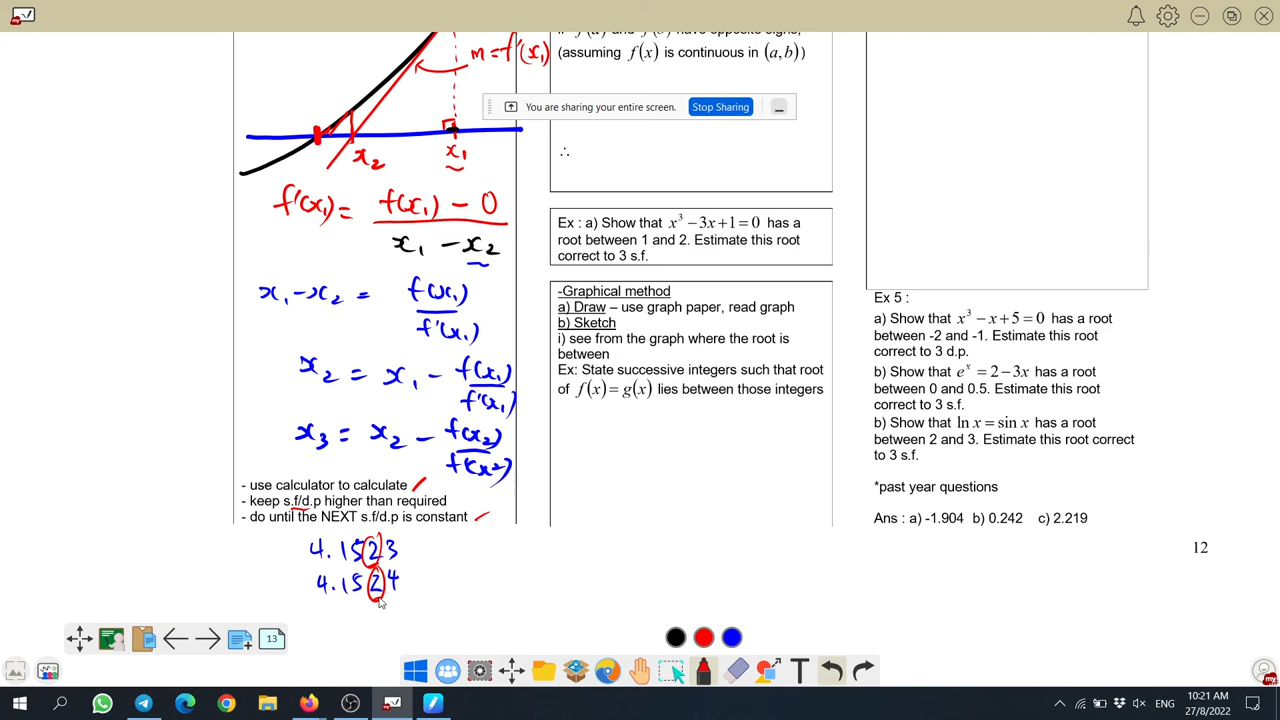 m = f'(x₁)
x₂
x₁
f'(x₁) = f(x₁) - 0 / x₁ - x₂
x₁ - x₂ = f(x₁) / f'(x₁)
x₂ = x₁ - f(x₁) / f'(x₁)
x₃ = x₂ - f(x₂) / f'(x₂)
- use calculator to calculate
- keep s.f/d.p higher than required
- do until the NEXT s.f/d.p is constant
4.1523
4.1524
have opposite signs,
(assuming f(x) is continuous in (a,b))
You are sharing your entire screen.
Stop Sharing
∴
Ex : a) Show that x³ - 3x + 1 = 0 has a
root between 1 and 2. Estimate this root
correct to 3 s.f.
-Graphical method
a) Draw – use graph paper, read graph
b) Sketch
i) see from the graph where the root is
between
Ex: State successive integers such that root
of f(x) = g(x) lies between those integers
Ex 5 :
a) Show that x³ - x + 5 = 0 has a root
between -2 and -1. Estimate this root
correct to 3 d.p.
b) Show that eˣ = 2 - 3x has a root
between 0 and 0.5. Estimate this root
correct to 3 s.f.
b) Show that ln x = sin x has a root
between 2 and 3. Estimate this root correct
to 3 s.f.
*past year questions
Ans : a) -1.904 b) 0.242 c) 2.219
12
13
ENG
10:21 AM
27/8/2022